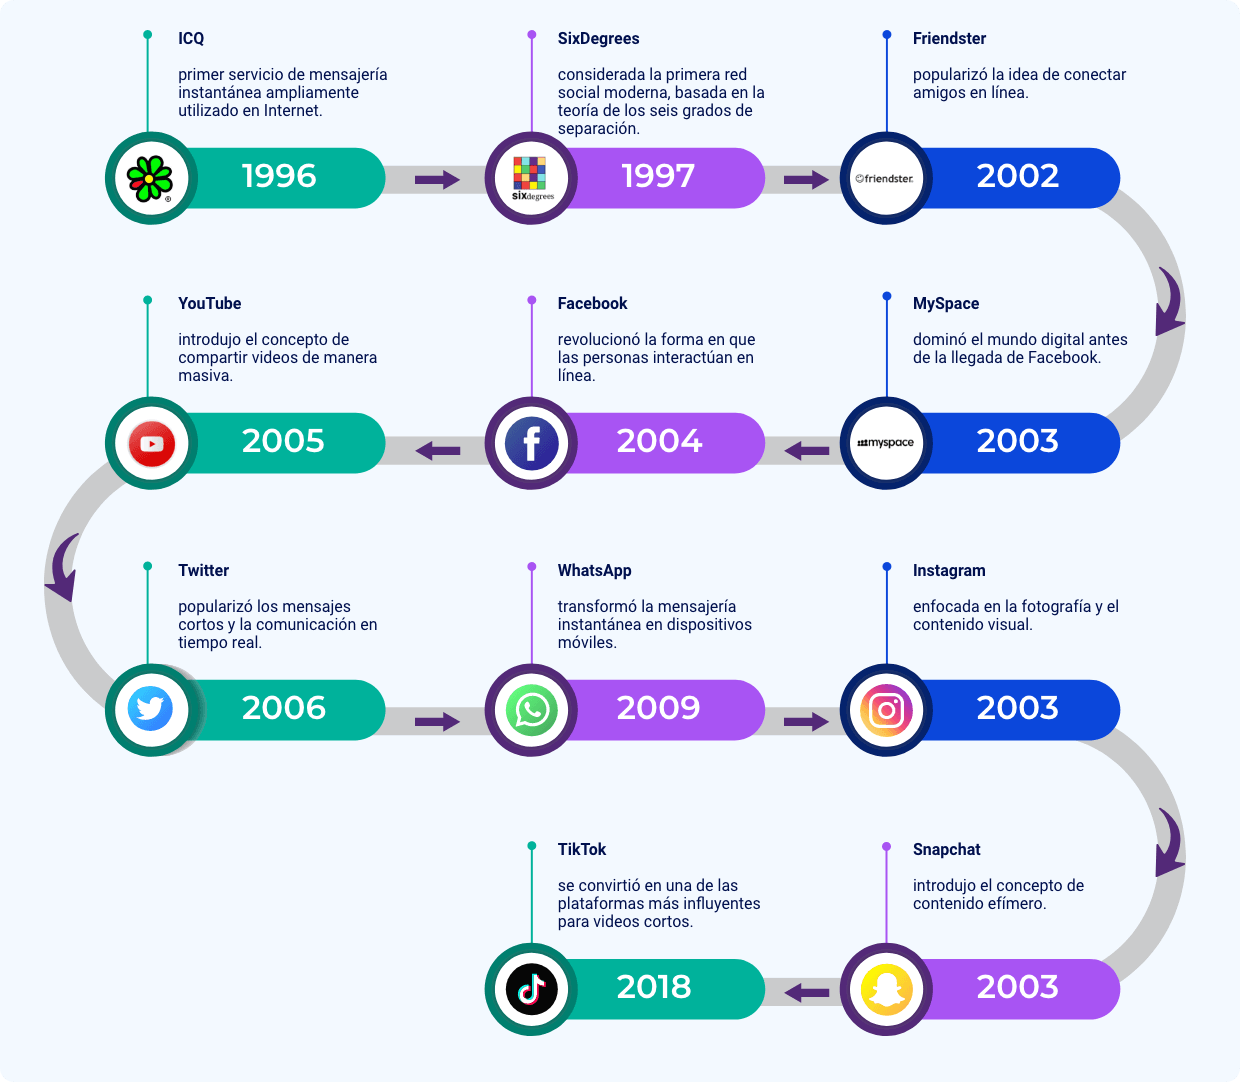 ICQ
primer servicio de mensajería
instantánea ampliamente
utilizado en Internet.
®
1996
SixDegrees
considerada la primera red
social moderna, basada en la
teoría de los seis grados de
separación.
sixdegrees
1997
Friendster
popularizó la idea de conectar
amigos en línea.
friendster.
2002
MySpace
dominó el mundo digital antes
de la llegada de Facebook.
myspace
2003
Facebook
revolucionó la forma en que
las personas interactúan en
línea.
f
2004
YouTube
introdujo el concepto de
compartir videos de manera
masiva.
2005
Twitter
popularizó los mensajes
cortos y la comunicación en
tiempo real.
2006
WhatsApp
transformó la mensajería
instantánea en dispositivos
móviles.
2009
Instagram
enfocada en la fotografía y el
contenido visual.
2003
Snapchat
introdujo el concepto de
contenido efímero.
2003
TikTok
se convirtió en una de las
plataformas más influyentes
para videos cortos.
2018